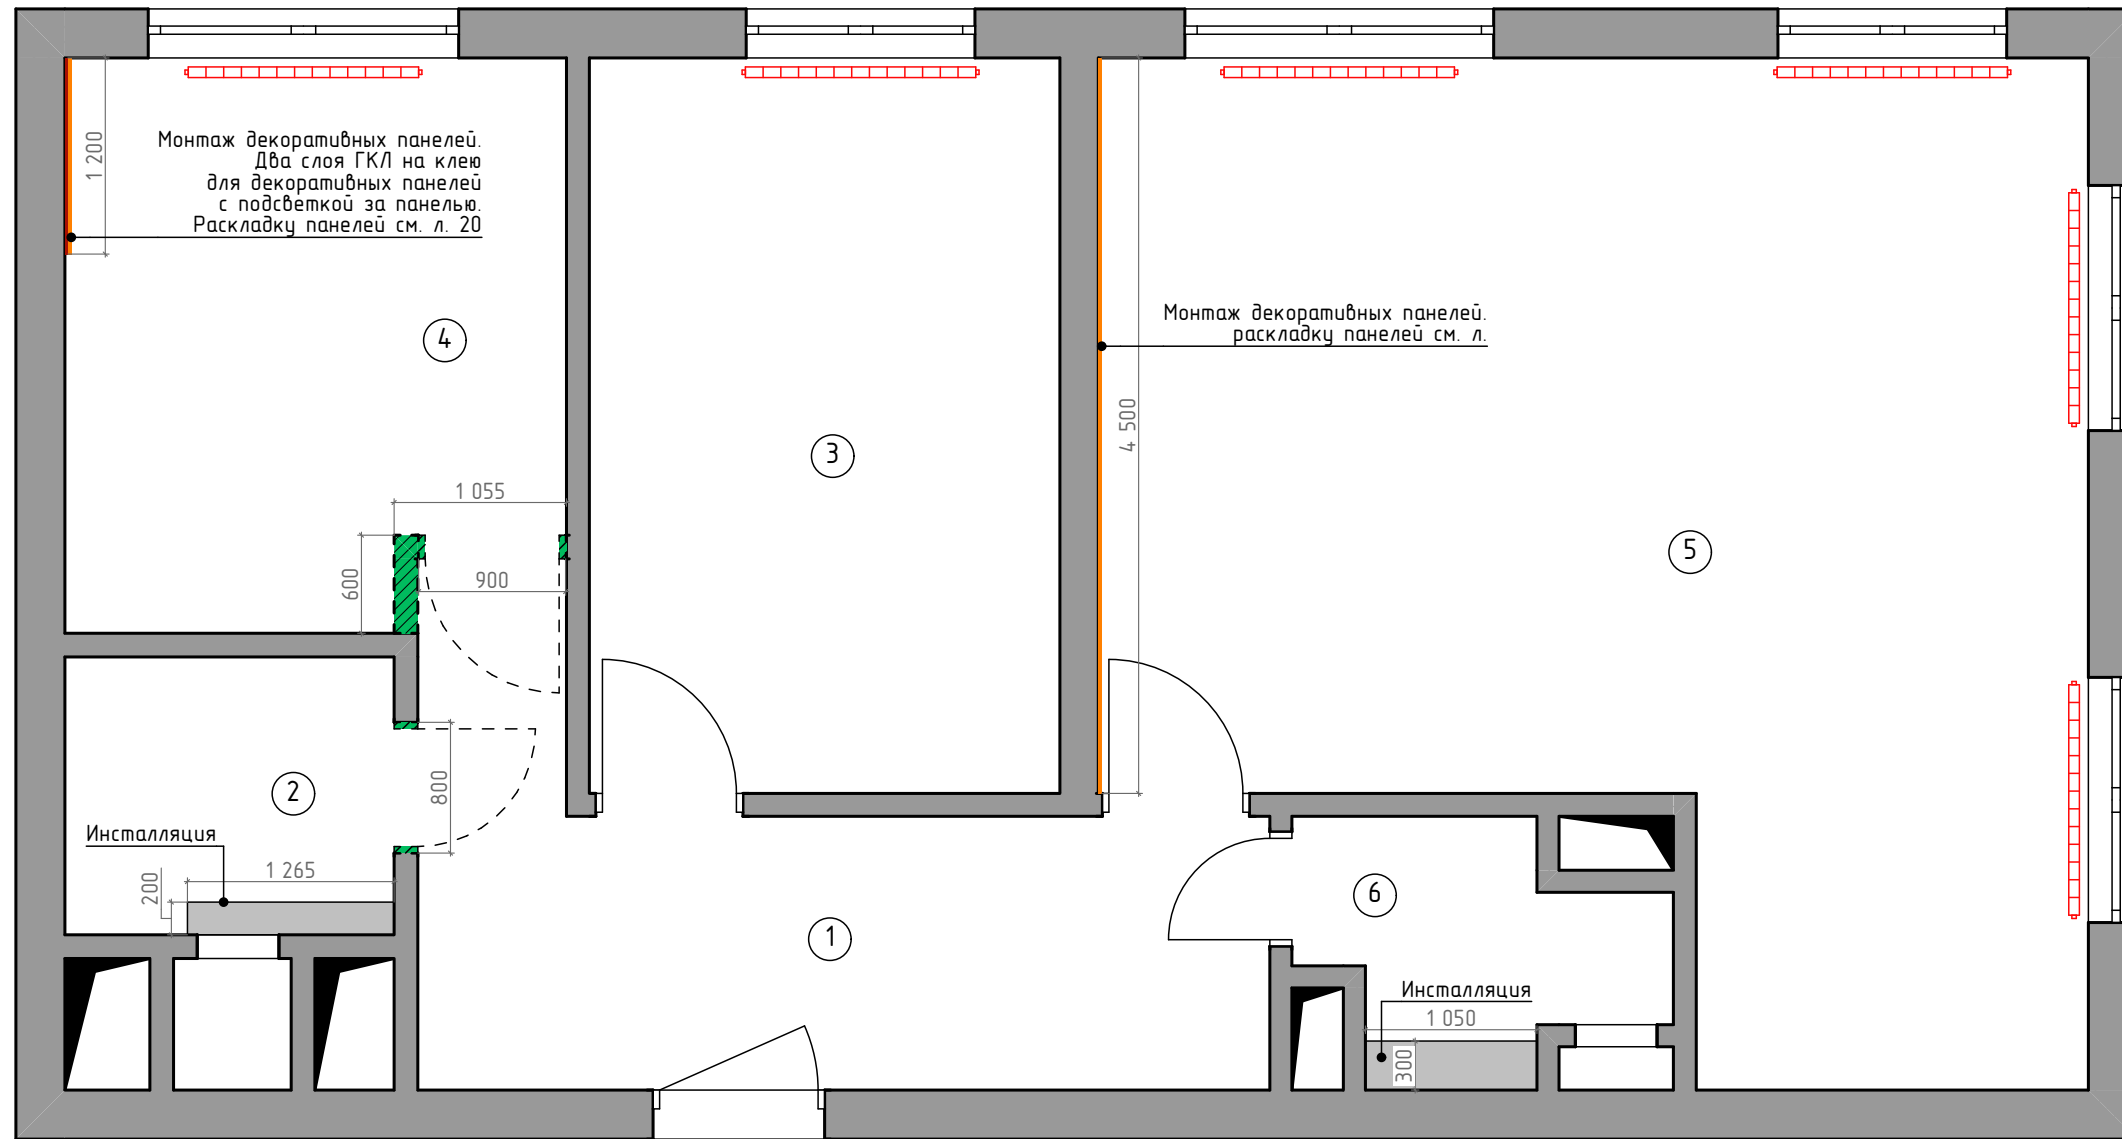 1 200
Монтаж декоративных панелей.
Два слоя ГКЛ на клею
для декоративных панелей
с подсветкой за панелью.
Раскладку панелей см. л. 20
4
3
Монтаж декоративных панелей.
раскладку панелей см. л.
4 500
5
1 055
600
900
2
800
Инсталляция
1 265
200
1
6
Инсталляция
1 050
300